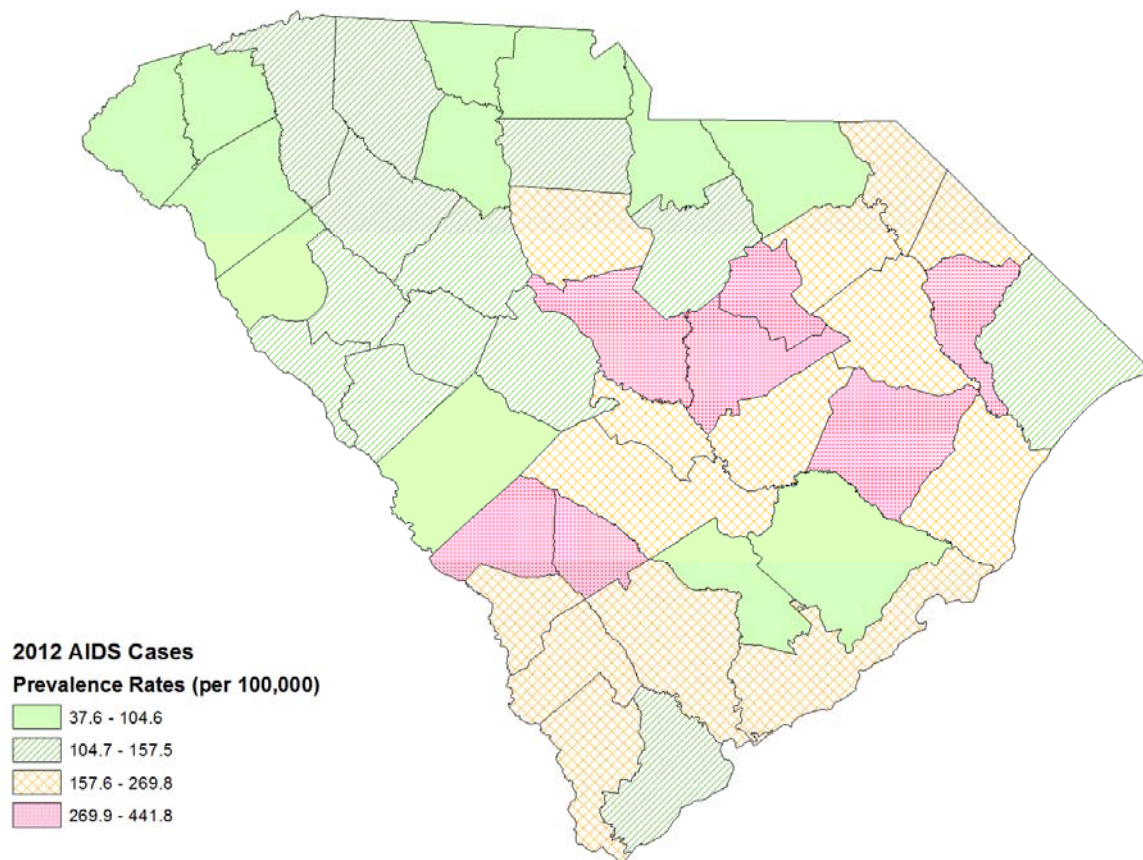 2012 AIDS Cases
Prevalence Rates (per 100,000)
37.6 - 104.6
104.7 - 157.5
157.6 - 269.8
269.9 - 441.8